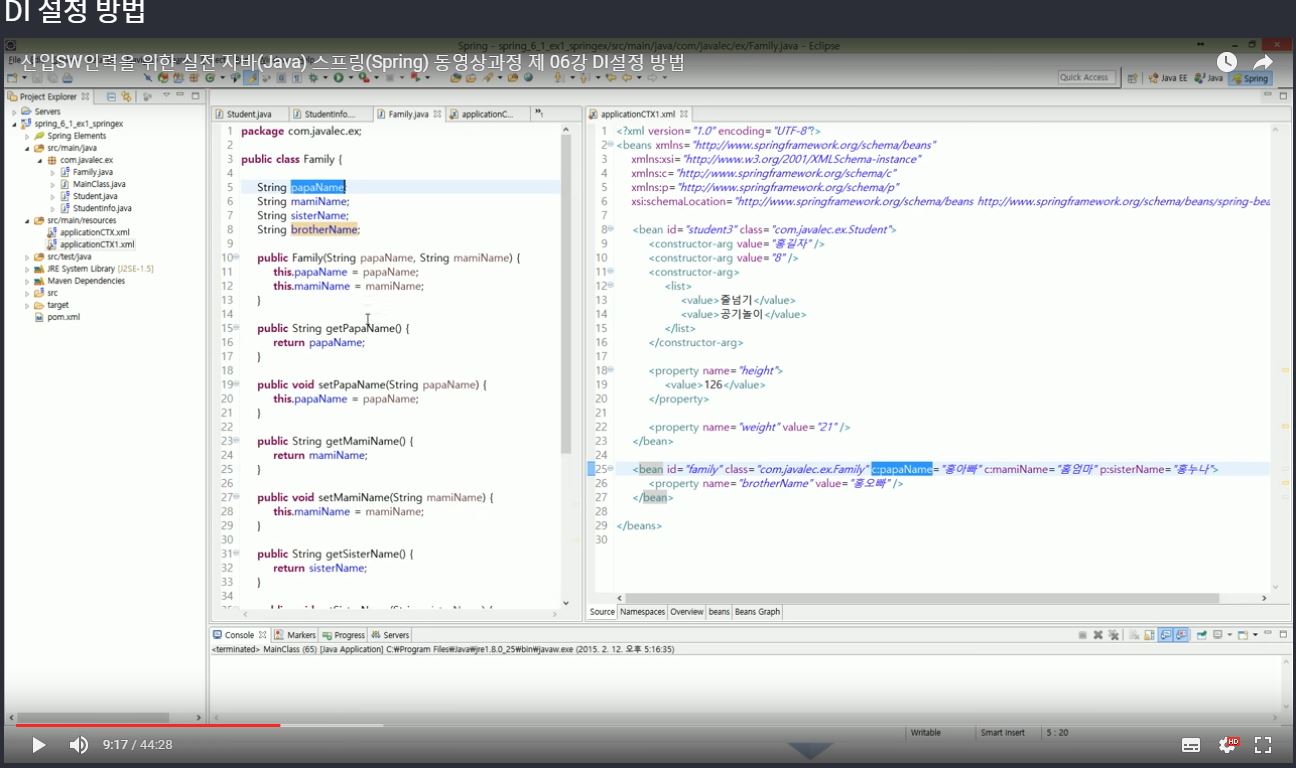 DI 설정 방법
Spring - spring_6_1_ex1_springex/src/main/java/com/javalec/ex/Family.java - Eclipse
신입SW인력을 위한 실전 자바(Java) 스프링(Spring) 동영상과정 제 06강 DI설정 방법
Quick Access
Java EE
Java
Spring
Project Explorer
Servers
spring_6_1_ex1_springex
Spring Elements
src/main/java
com.javalec.ex
Family.java
MainClass.java
Student.java
StudentInfo.java
src/main/resources
applicationCTX.xml
applicationCTX1.xml
src/test/java
JRE System Library [J2SE-1.5]
Maven Dependencies
src
target
pom.xml
Student.java
StudentInfo....
Family.java
applicationC...
1 package com.javalec.ex;
2
3 public class Family {
4
5 String papaName;
6 String mamiName;
7 String sisterName;
8 String brotherName;
9
10 public Family(String papaName, String mamiName) {
11 this.papaName = papaName;
12 this.mamiName = mamiName;
13 }
14
15 public String getPapaName() {
16 return papaName;
17 }
18
19 public void setPapaName(String papaName) {
20 this.papaName = papaName;
21 }
22
23 public String getMamiName() {
24 return mamiName;
25 }
26
27 public void setMamiName(String mamiName) {
28 this.mamiName = mamiName;
29 }
30
31 public String getSisterName() {
32 return sisterName;
33 }
34
applicationCTX1.xml
1 <?xml version="1.0" encoding="UTF-8"?>
2 <beans xmlns="http://www.springframework.org/schema/beans"
3 xmlns:xsi="http://www.w3.org/2001/XMLSchema-instance"
4 xmlns:c="http://www.springframework.org/schema/c"
5 xmlns:p="http://www.springframework.org/schema/p"
6 xsi:schemaLocation="http://www.springframework.org/schema/beans http://www.springframework.org/schema/beans/spring-bea
7
8 <bean id="student3" class="com.javalec.ex.Student">
9 <constructor-arg value="홍길자" />
10 <constructor-arg value="8" />
11 <constructor-arg>
12 <list>
13 <value>줄넘기</value>
14 <value>공기놀이</value>
15 </list>
16 </constructor-arg>
17
18 <property name="height">
19 <value>126</value>
20 </property>
21
22 <property name="weight" value="21" />
23 </bean>
24
25 <bean id="family" class="com.javalec.ex.Family" c:papaName="홍아빠" c:mamiName="홍엄마" p:sisterName="홍누나">
26 <property name="brotherName" value="홍오빠" />
27 </bean>
28
29 </beans>
30
Source
Namespaces
Overview
beans
Beans Graph
Console
Markers
Progress
Servers
<terminated> MainClass (65) [Java Application] C:₩Program Files₩Java₩jre1.8.0_25₩bin₩javaw.exe (2015. 2. 12. 오후 5:16:35)
Writable
Smart Insert
5 : 20
9:17 / 44:28
HD